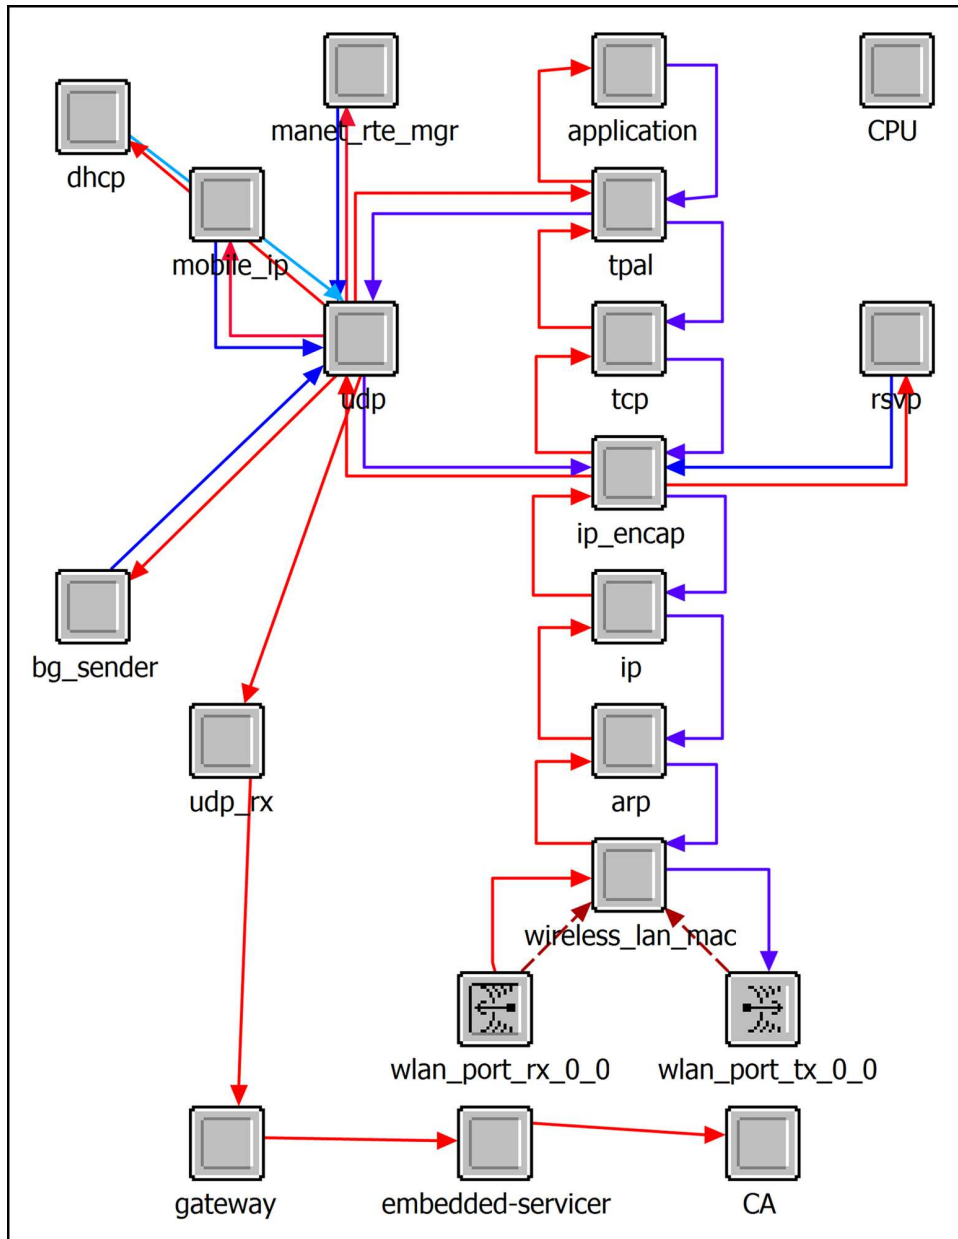 manet_rte_mgr
application
CPU
dhcp
mobile_ip
tpal
udp
tcp
rsvp
ip_encap
bg_sender
ip
udp_rx
arp
wireless_lan_mac
wlan_port_rx_0_0
wlan_port_tx_0_0
gateway
embedded-servicer
CA